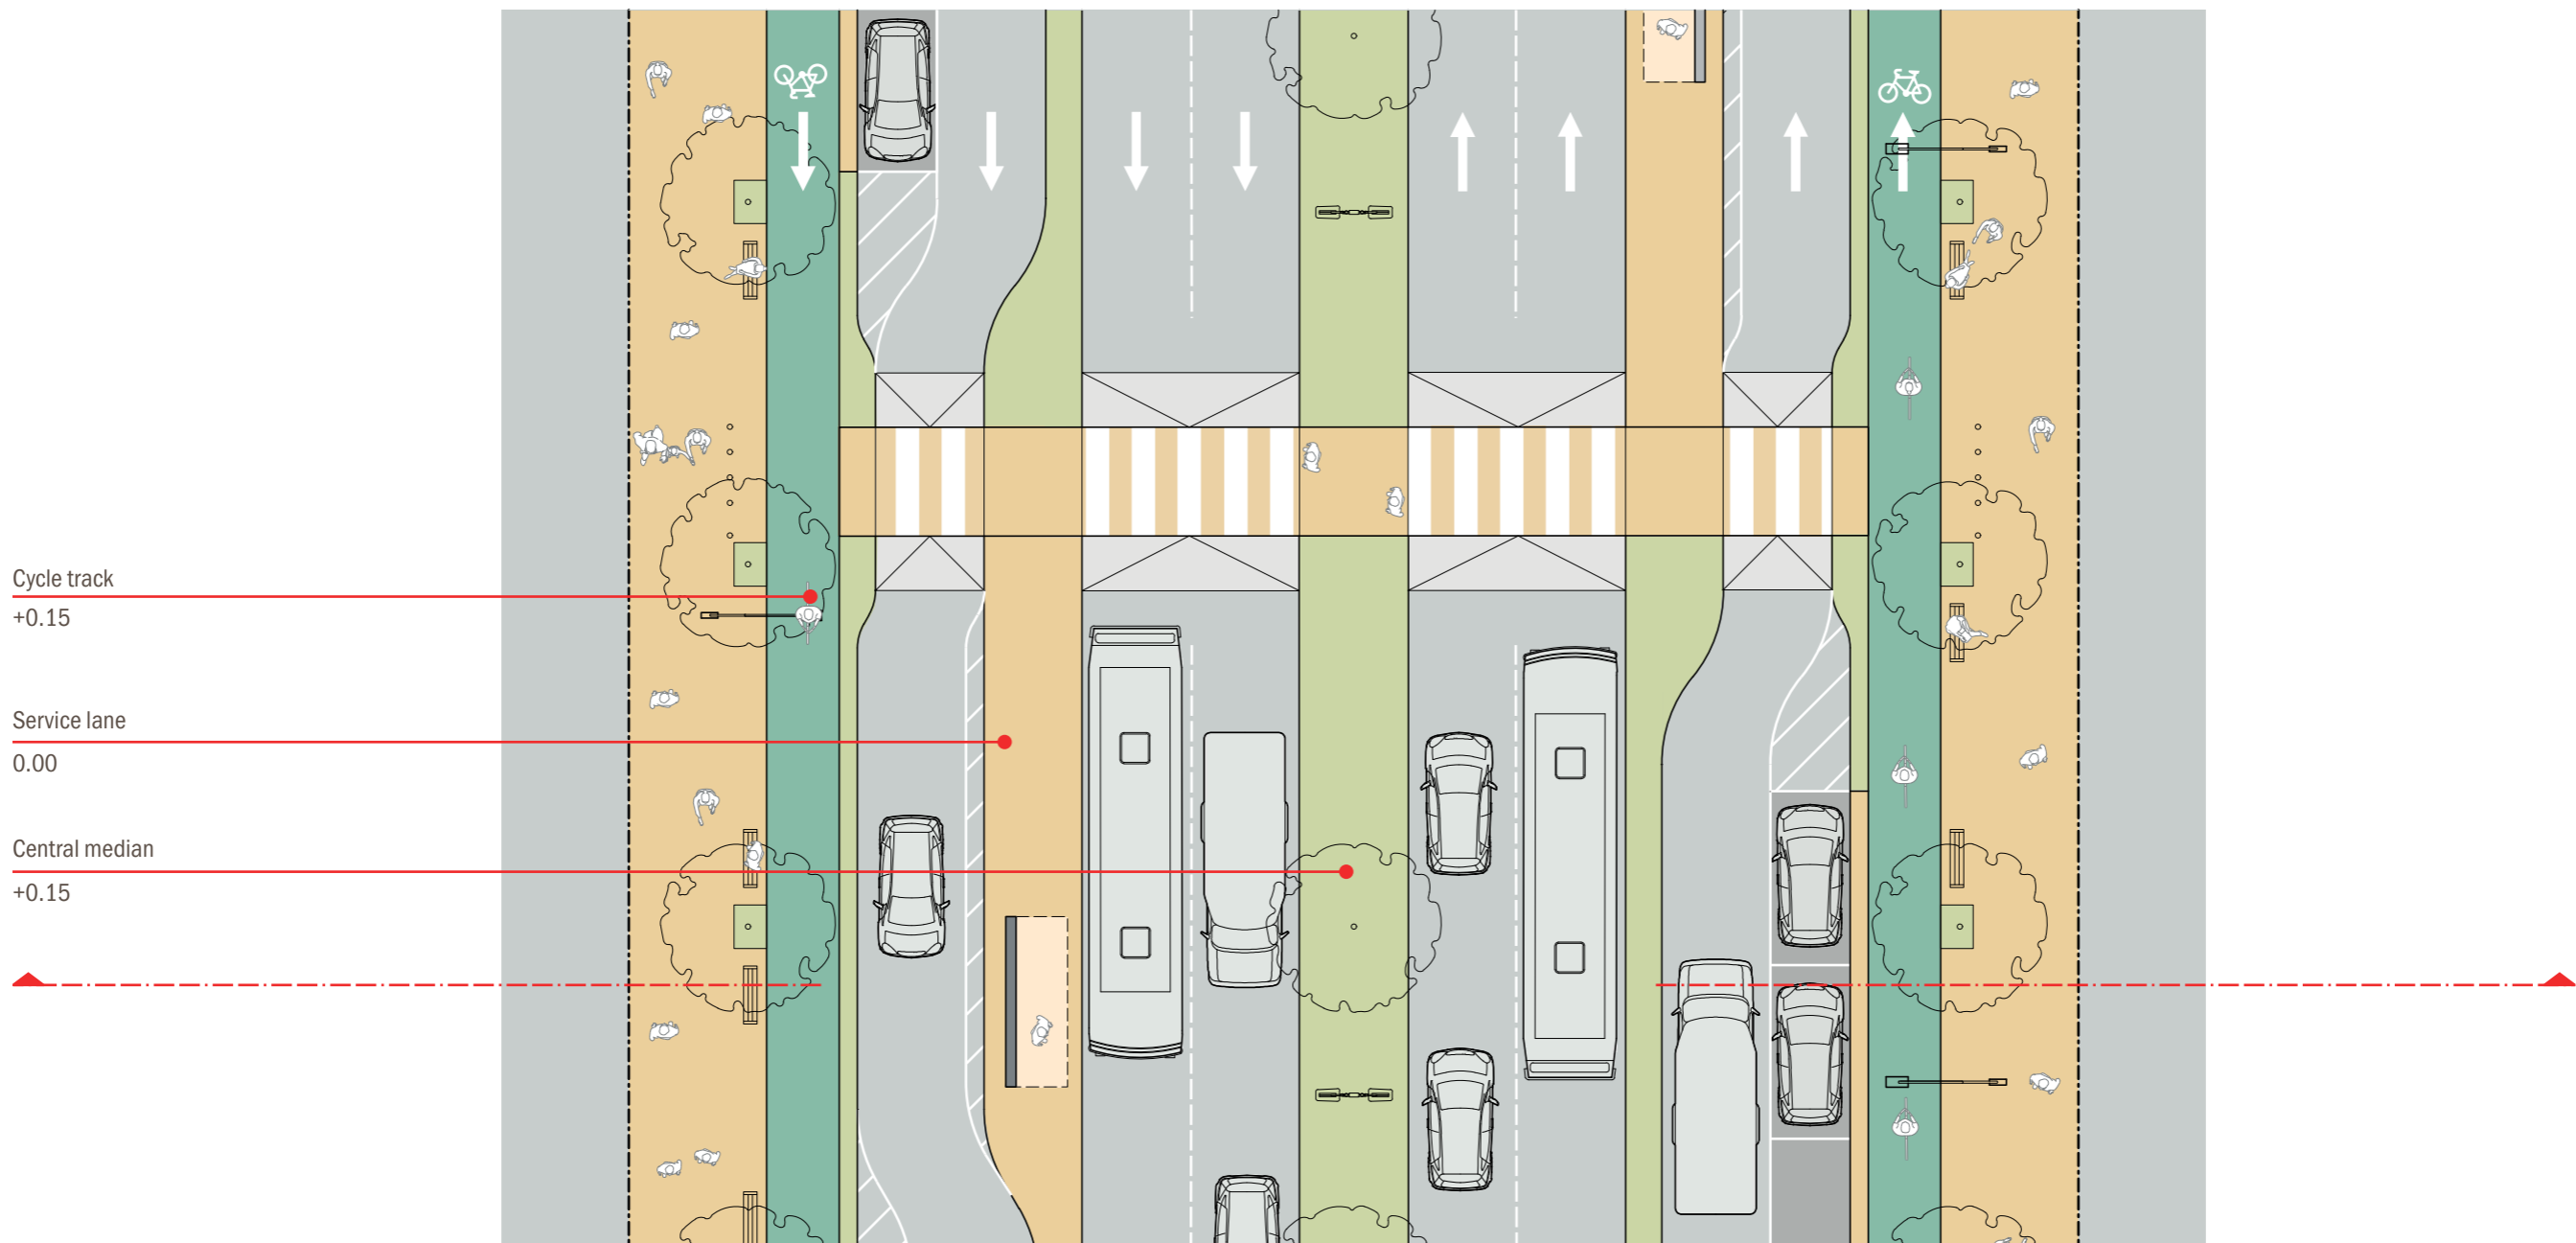 Cycle track
+0.15
Service lane
0.00
Central median
+0.15